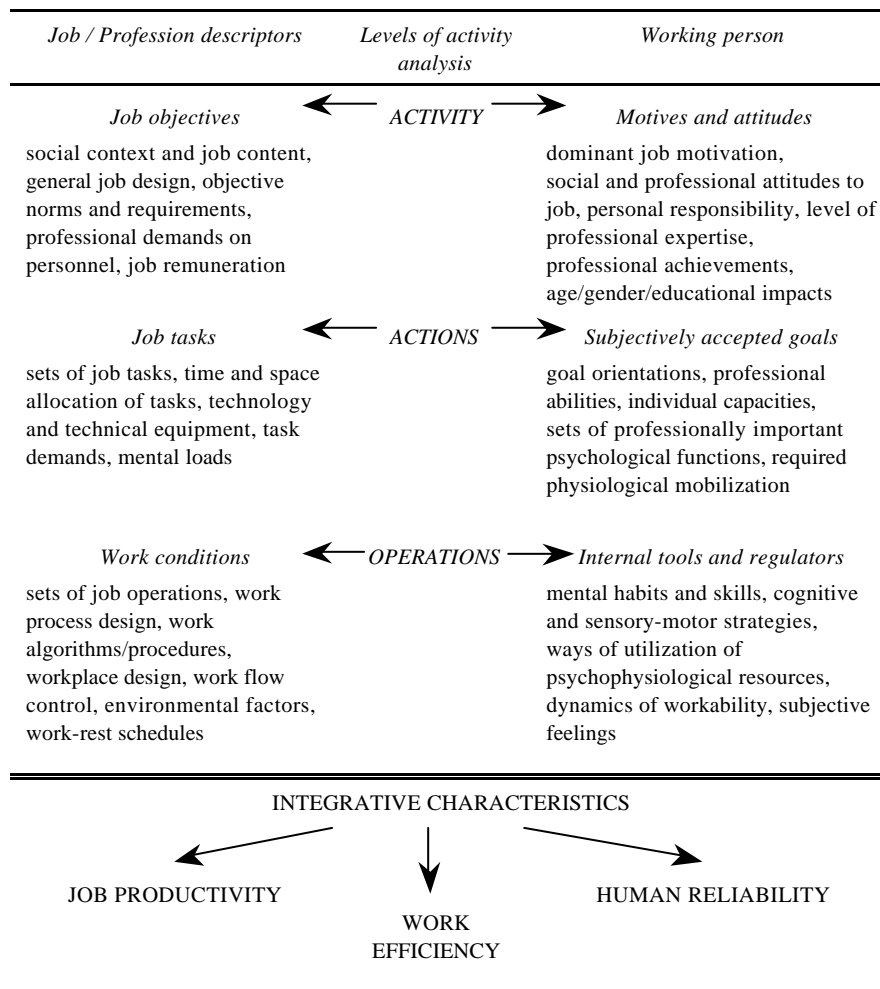 Job / Profession descriptors
Levels of activity
analysis
Working person
Job objectives
ACTIVITY
Motives and attitudes
social context and job content,
general job design, objective
norms and requirements,
professional demands on
personnel, job remuneration
dominant job motivation,
social and professional attitudes to
job, personal responsibility, level of
professional expertise,
professional achievements,
age/gender/educational impacts
Job tasks
ACTIONS
Subjectively accepted goals
sets of job tasks, time and space
allocation of tasks, technology
and technical equipment, task
demands, mental loads
goal orientations, professional
abilities, individual capacities,
sets of professionally important
psychological functions, required
physiological mobilization
Work conditions
OPERATIONS
Internal tools and regulators
sets of job operations, work
process design, work
algorithms/procedures,
workplace design, work flow
control, environmental factors,
work-rest schedules
mental habits and skills, cognitive
and sensory-motor strategies,
ways of utilization of
psychophysiological resources,
dynamics of workability, subjective
feelings
INTEGRATIVE CHARACTERISTICS
JOB PRODUCTIVITY
WORK
EFFICIENCY
HUMAN RELIABILITY